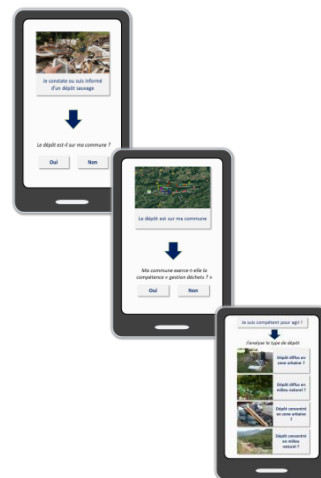 Je constate ou suis informé
d'un dépôt sauvage
Le dépôt est-il sur ma commune ?
Oui
Non
Le dépôt est sur ma commune
Ma commune exerce-t-elle la
compétence « gestion déchets ? »
Oui
Non
Je suis compétent pour agir !
J'analyse le type de dépôt
Dépôt diffus en
zone urbaine ?
Dépôt diffus en
milieu naturel ?
Dépôt concentré
en zone urbaine
?
Dépôt concentré
en milieu
naturel ?